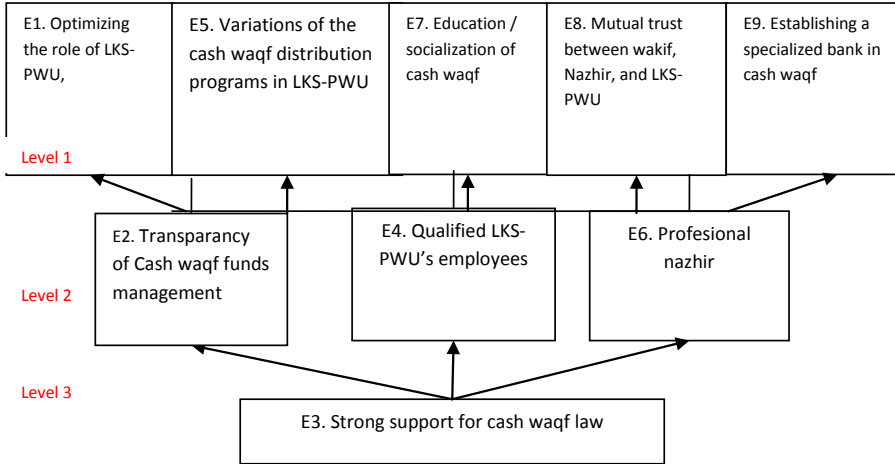 E1. Optimizing
the role of LKS-
PWU,
E5. Variations of the
cash waqf distribution
programs in LKS-PWU
E7. Education /
socialization of
cash waqf
E8. Mutual trust
between wakif,
Nazhir, and LKS-
PWU
E9. Establishing a
specialized bank in
cash waqf
Level 1
E2. Transparancy
of Cash waqf funds
management
E4. Qualified LKS-
PWU’s employees
E6. Profesional
nazhir
Level 2
Level 3
E3. Strong support for cash waqf law